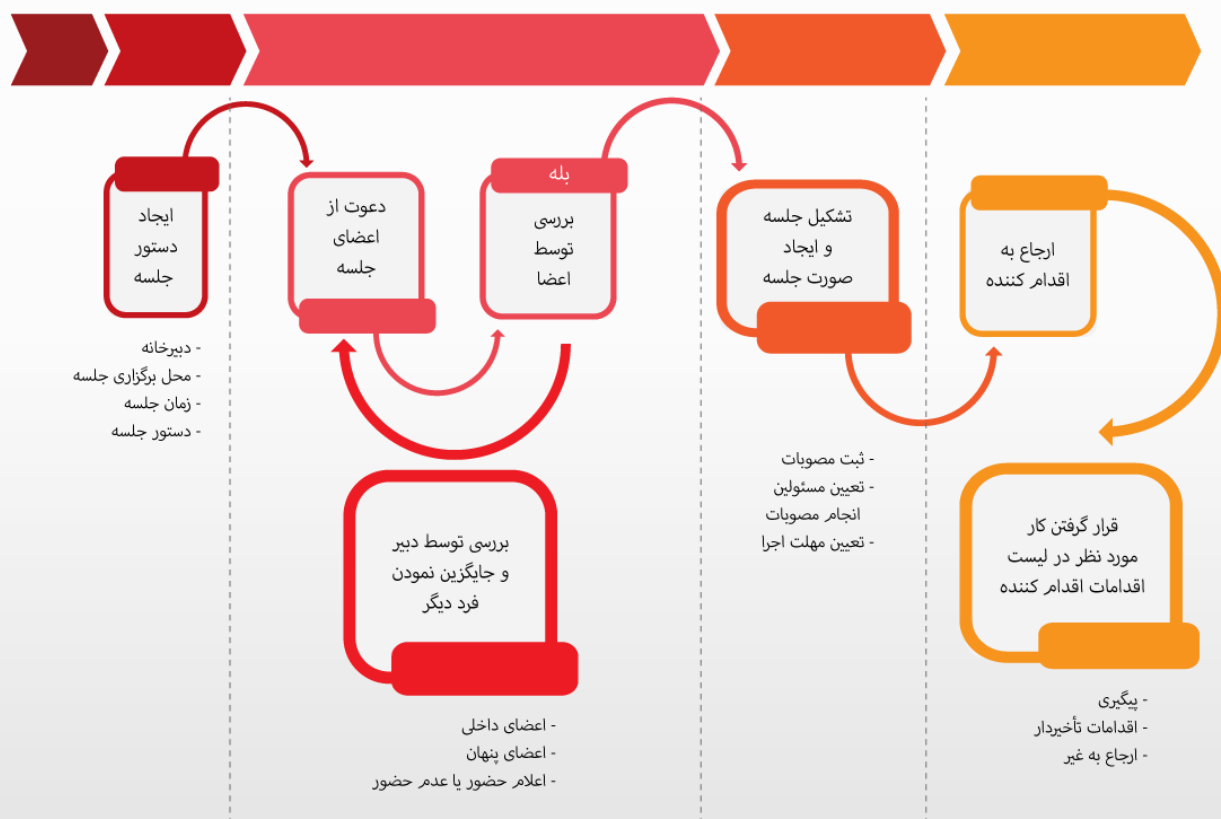 ایجاد
دستور
جلسه
- دبیرخانه
- محل برگزاری جلسه
- زمان جلسه
- دستور جلسه
دعوت از
اعضای
جلسه
بله
بررسی
توسط
اعضا
بررسی توسط دبیر
و جایگزین نمودن
فرد دیگر
- اعضای داخلی
- اعضای پنهان
- اعلام حضور یا عدم حضور
تشکیل جلسه
و ایجاد
صورت جلسه
- ثبت مصوبات
- تعیین مسئولین
انجام مصوبات
- تعیین مهلت اجرا
ارجاع به
اقدام کننده
قرار گرفتن کار
مورد نظر در لیست
اقدامات اقدام کننده
- پیگیری
- اقدامات تأخیردار
- ارجاع به غیر